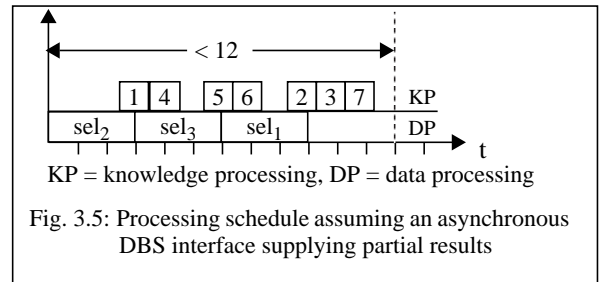 < 12
1 4 5 6 2 3 7 KP
sel₂ sel₃ sel₁ DP
t
KP = knowledge processing, DP = data processing
Fig. 3.5: Processing schedule assuming an asynchronous
DBS interface supplying partial results